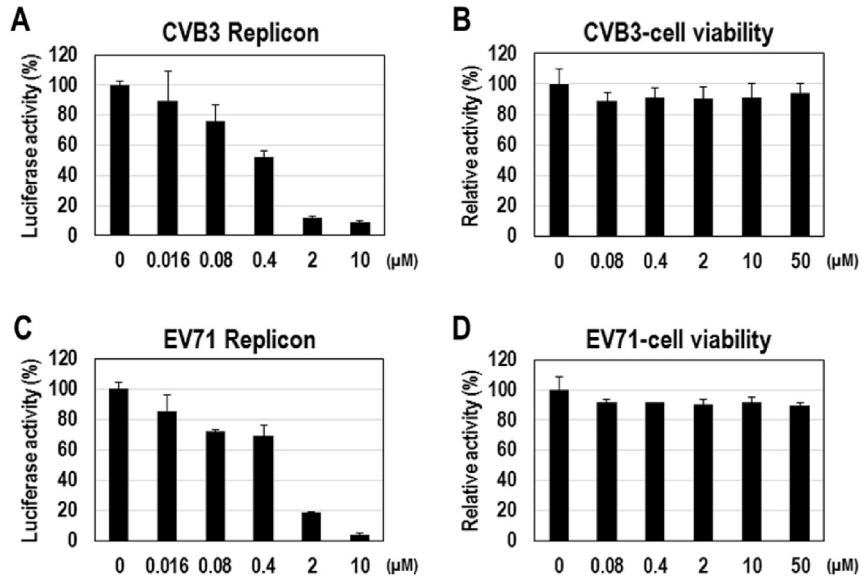 A
CVB3 Replicon
Luciferase activity (%)
120
100
80
60
40
20
0
0 0.016 0.08 0.4 2 10 (µM)
B
CVB3-cell viability
Relative activity (%)
120
100
80
60
40
20
0
0 0.08 0.4 2 10 50 (µM)
C
EV71 Replicon
Luciferase activity (%)
120
100
80
60
40
20
0
0 0.016 0.08 0.4 2 10 (µM)
D
EV71-cell viability
Relative activity (%)
120
100
80
60
40
20
0
0 0.08 0.4 2 10 50 (µM)